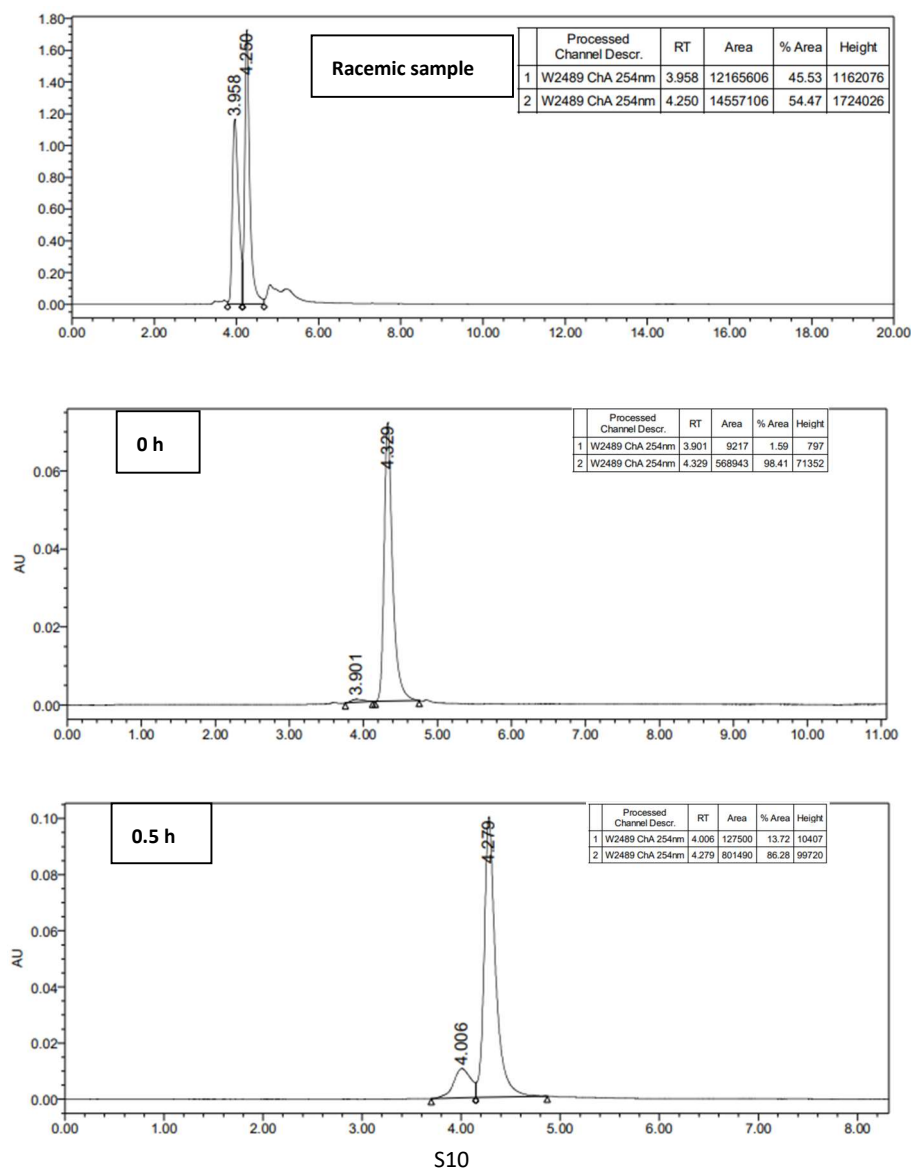 1.80
1.60
1.40
1.20
1.00
0.80
0.60
0.40
0.20
0.00
3.958
4.250
Racemic sample
Processed Channel Descr. RT Area % Area Height
1 W2489 ChA 254nm 3.958 12165606 45.53 1162076
2 W2489 ChA 254nm 4.250 14557106 54.47 1724026
0.00 2.00 4.00 6.00 8.00 10.00 12.00 14.00 16.00 18.00 20.00
0 h
AU
0.06
0.04
0.02
0.00
3.901
4.329
Processed Channel Descr. RT Area % Area Height
1 W2489 ChA 254nm 3.901 9217 1.59 797
2 W2489 ChA 254nm 4.329 568943 98.41 71352
0.00 1.00 2.00 3.00 4.00 5.00 6.00 7.00 8.00 9.00 10.00 11.00
0.5 h
AU
0.10
0.08
0.06
0.04
0.02
0.00
4.006
4.279
Processed Channel Descr. RT Area % Area Height
1 W2489 ChA 254nm 4.006 127500 13.72 10407
2 W2489 ChA 254nm 4.279 801490 86.28 99720
0.00 1.00 2.00 3.00 4.00 5.00 6.00 7.00 8.00
S10